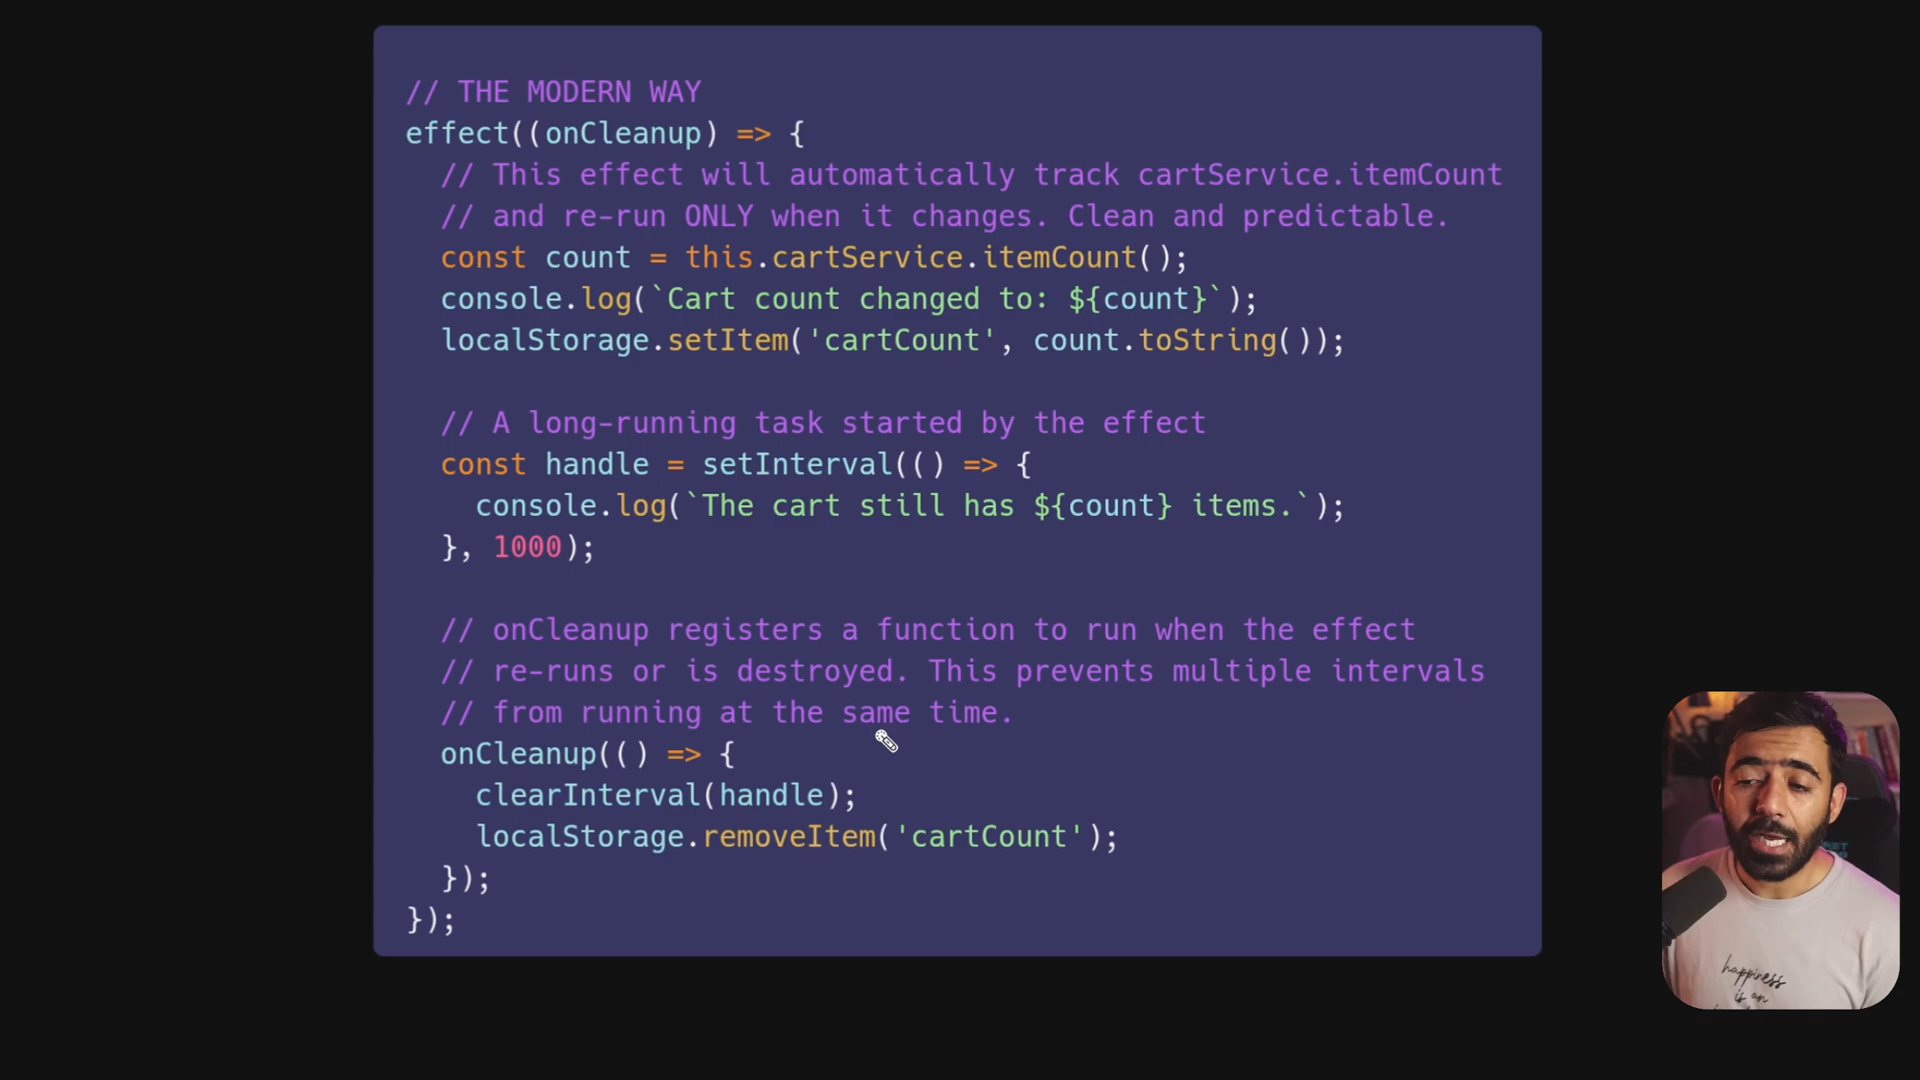 // THE MODERN WAY
effect((onCleanup) => {
  // This effect will automatically track cartService.itemCount
  // and re-run ONLY when it changes. Clean and predictable.
  const count = this.cartService.itemCount();
  console.log(`Cart count changed to: ${count}`);
  localStorage.setItem('cartCount', count.toString());
  // A long-running task started by the effect
  const handle = setInterval(() => {
    console.log(`The cart still has ${count} items.`);
  }, 1000);
  // onCleanup registers a function to run when the effect
  // re-runs or is destroyed. This prevents multiple intervals
  // from running at the same time.
  onCleanup(() => {
    clearInterval(handle);
    localStorage.removeItem('cartCount');
  });
});
happiness
is an